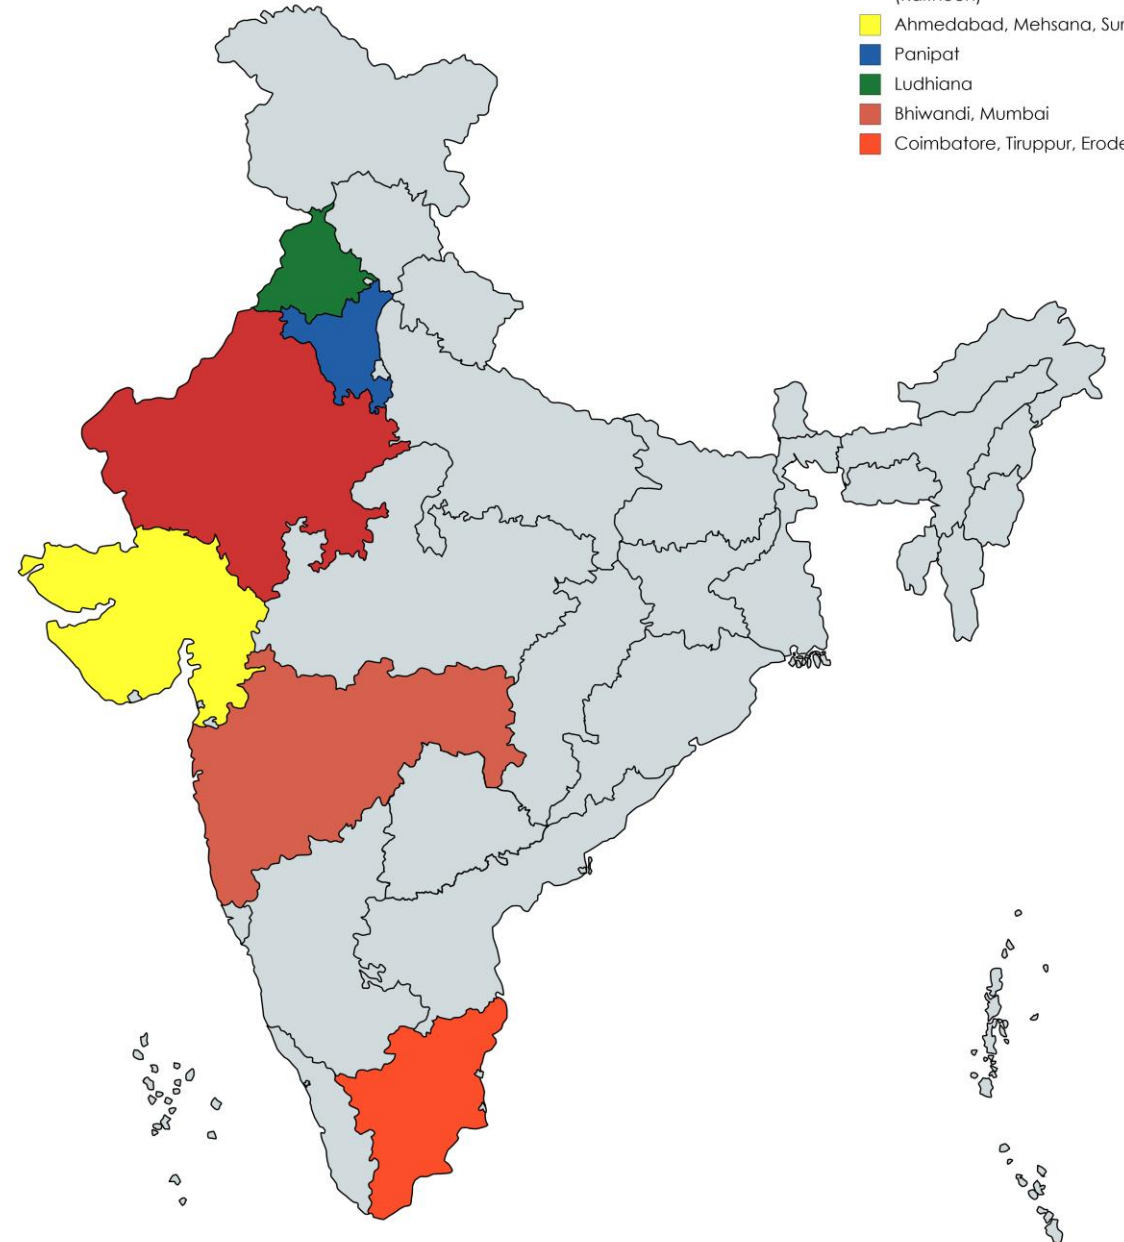 Ahmedabad, Mehsana, Sur
Panipat
Ludhiana
Bhiwandi, Mumbai
Coimbatore, Tiruppur, Erode